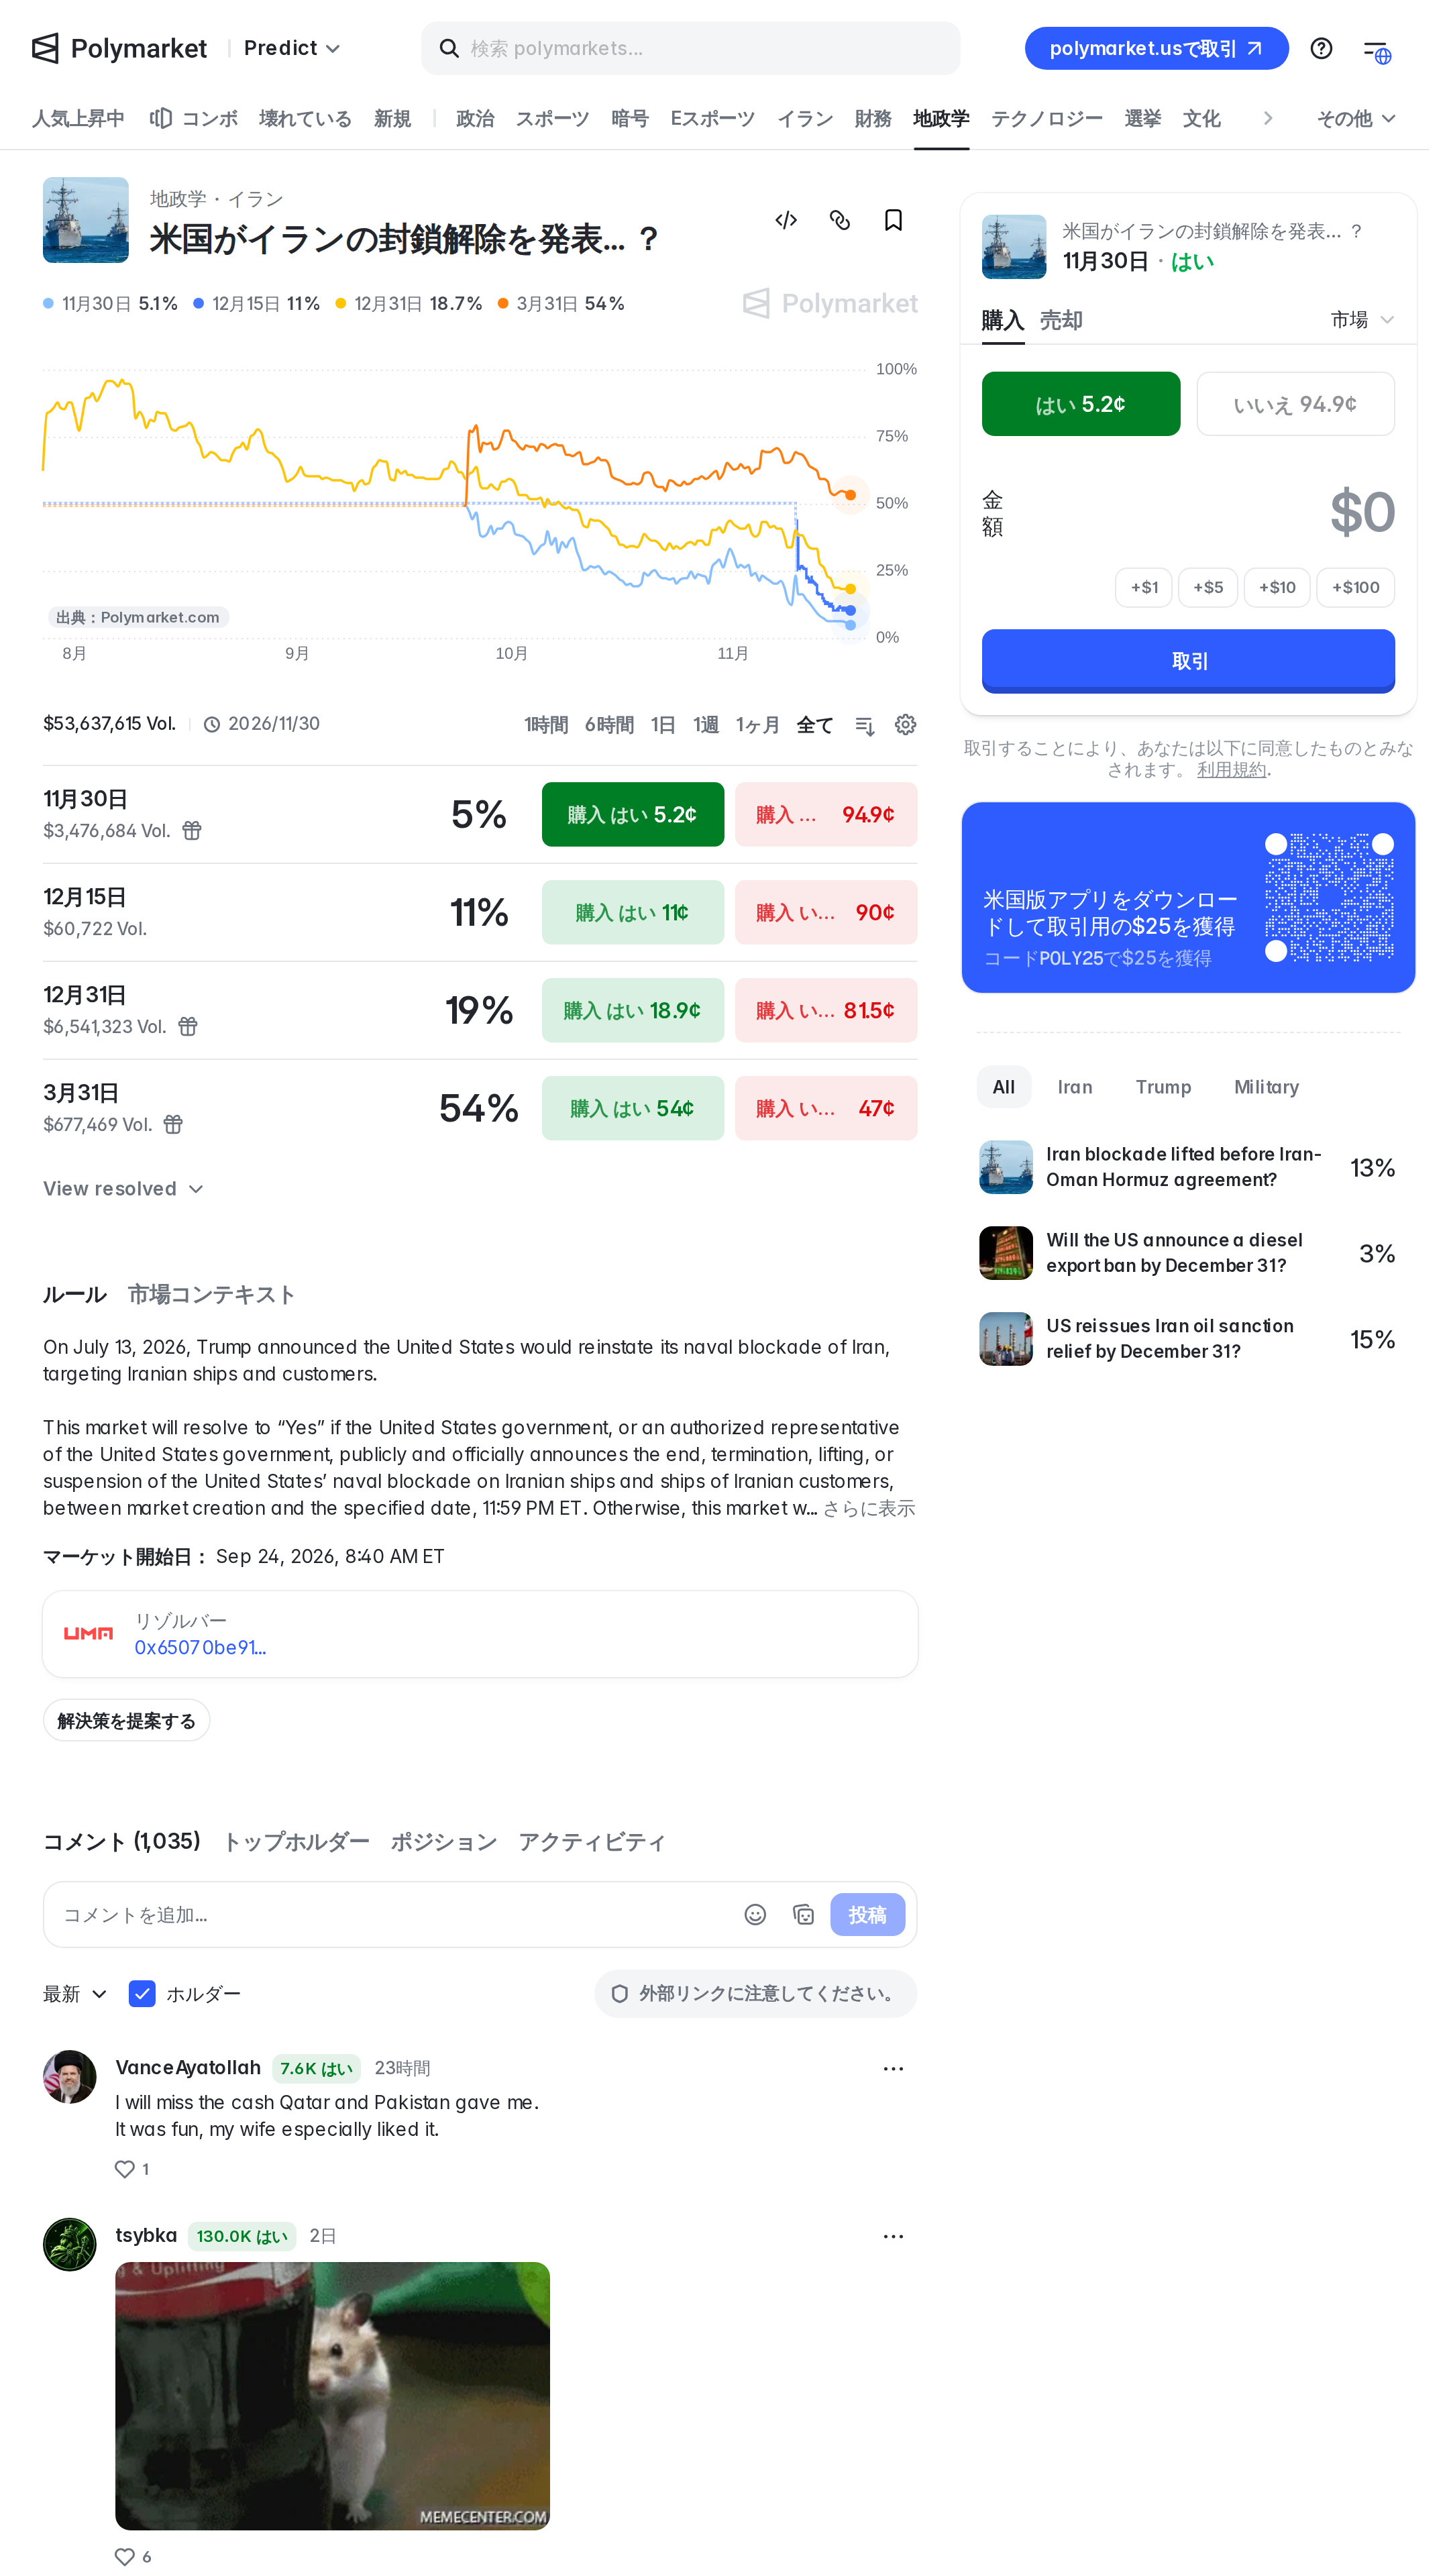 Polymarket
Predict
検索 polymarkets...
polymarket.usで取引
人気上昇中
コンボ
壊れている
新規
政治
スポーツ
暗号
Eスポーツ
イラン
財務
地政学
テクノロジー
選挙
文化
その他
地政学 · イラン
米国がイランの封鎖解除を発表... ？
11月30日 5.1%
12月15日 11%
12月31日 18.7%
3月31日 54%
Polymarket
100%
75%
50%
25%
0%
出典：Polymarket.com
8月
9月
10月
11月
$53,637,615 Vol.
2026/11/30
1時間
6時間
1日
1週
1ヶ月
全て
11月30日
$3,476,684 Vol.
5%
購入 はい 5.2¢
購入 ... 94.9¢
12月15日
$60,722 Vol.
11%
購入 はい 11¢
購入 い... 90¢
12月31日
$6,541,323 Vol.
19%
購入 はい 18.9¢
購入 い... 81.5¢
3月31日
$677,469 Vol.
54%
購入 はい 54¢
購入 い... 47¢
View resolved
ルール
市場コンテキスト
On July 13, 2026, Trump announced the United States would reinstate its naval blockade of Iran,
targeting Iranian ships and customers.
This market will resolve to “Yes” if the United States government, or an authorized representative
of the United States government, publicly and officially announces the end, termination, lifting, or
suspension of the United States’ naval blockade on Iranian ships and ships of Iranian customers,
between market creation and the specified date, 11:59 PM ET. Otherwise, this market w... さらに表示
マーケット開始日： Sep 24, 2026, 8:40 AM ET
UMA
リゾルバー
0x65070be91...
解決策を提案する
コメント (1,035)
トップホルダー
ポジション
アクティビティ
コメントを追加...
投稿
最新
ホルダー
外部リンクに注意してください。
VanceAyatollah
7.6K はい
23時間
I will miss the cash Qatar and Pakistan gave me.
It was fun, my wife especially liked it.
1
tsybka
130.0K はい
2日
& Uplifting
MEMECENTER.COM
6
米国がイランの封鎖解除を発表... ？
11月30日 · はい
購入
売却
市場
はい 5.2¢
いいえ 94.9¢
金
額
$0
+$1
+$5
+$10
+$100
取引
取引することにより、あなたは以下に同意したものとみな
されます。 利用規約.
米国版アプリをダウンロー
ドして取引用の$25を獲得
コードPOLY25で$25を獲得
All
Iran
Trump
Military
Iran blockade lifted before Iran-
Oman Hormuz agreement?
13%
Will the US announce a diesel
export ban by December 31?
3%
US reissues Iran oil sanction
relief by December 31?
15%